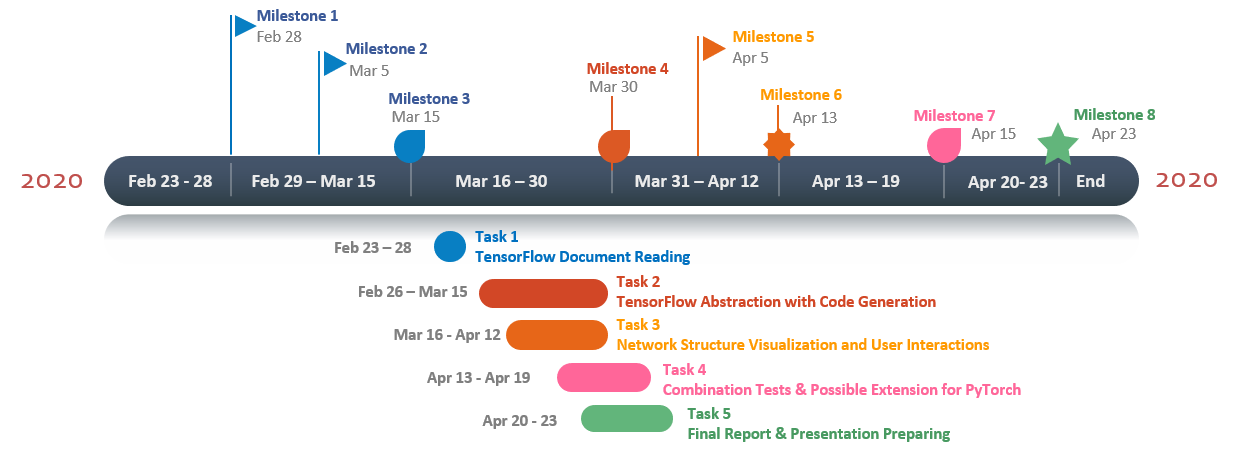 Milestone 1
Feb 28
Milestone 2
Mar 5
Milestone 3
Mar 15
Milestone 4
Mar 30
Milestone 5
Apr 5
Milestone 6
Apr 13
Milestone 7
Apr 15
Milestone 8
Apr 23
2020
Feb 23 - 28
Feb 29 – Mar 15
Mar 16 – 30
Mar 31 – Apr 12
Apr 13 – 19
Apr 20- 23
End
2020
Feb 23 – 28
Task 1
TensorFlow Document Reading
Feb 26 – Mar 15
Task 2
TensorFlow Abstraction with Code Generation
Mar 16 - Apr 12
Task 3
Network Structure Visualization and User Interactions
Apr 13 - Apr 19
Task 4
Combination Tests & Possible Extension for PyTorch
Apr 20 - 23
Task 5
Final Report & Presentation Preparing